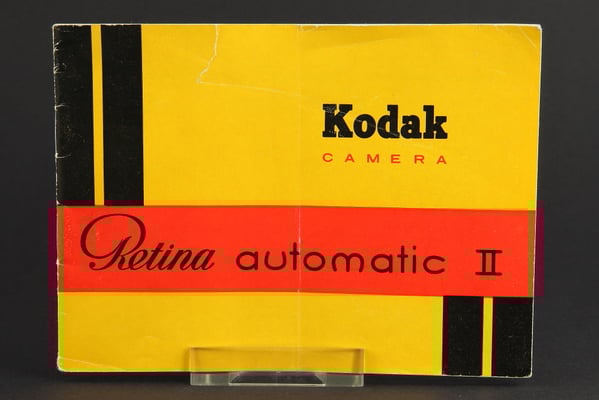 Kodak
CAMERA
Retina automatic II